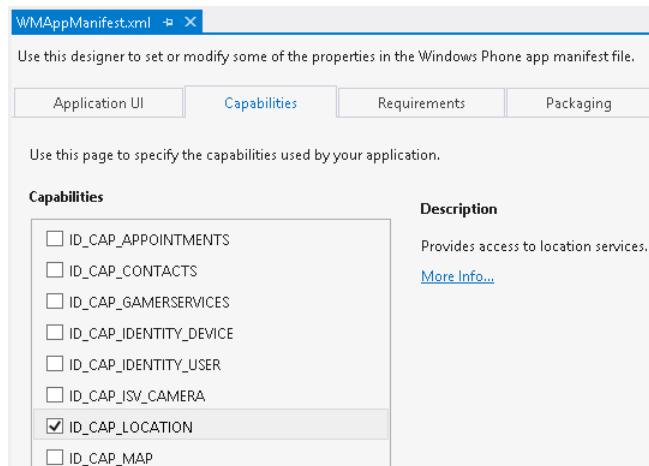 WMAppManifest.xml
Use this designer to set or modify some of the properties in the Windows Phone app manifest file.
Application UI Capabilities Requirements Packaging
Use this page to specify the capabilities used by your application.
Capabilities
ID_CAP_APPOINTMENTS
ID_CAP_CONTACTS
ID_CAP_GAMERSERVICES
ID_CAP_IDENTITY_DEVICE
ID_CAP_IDENTITY_USER
ID_CAP_ISV_CAMERA
ID_CAP_LOCATION
ID_CAP_MAP
Description
Provides access to location services.
More Info...